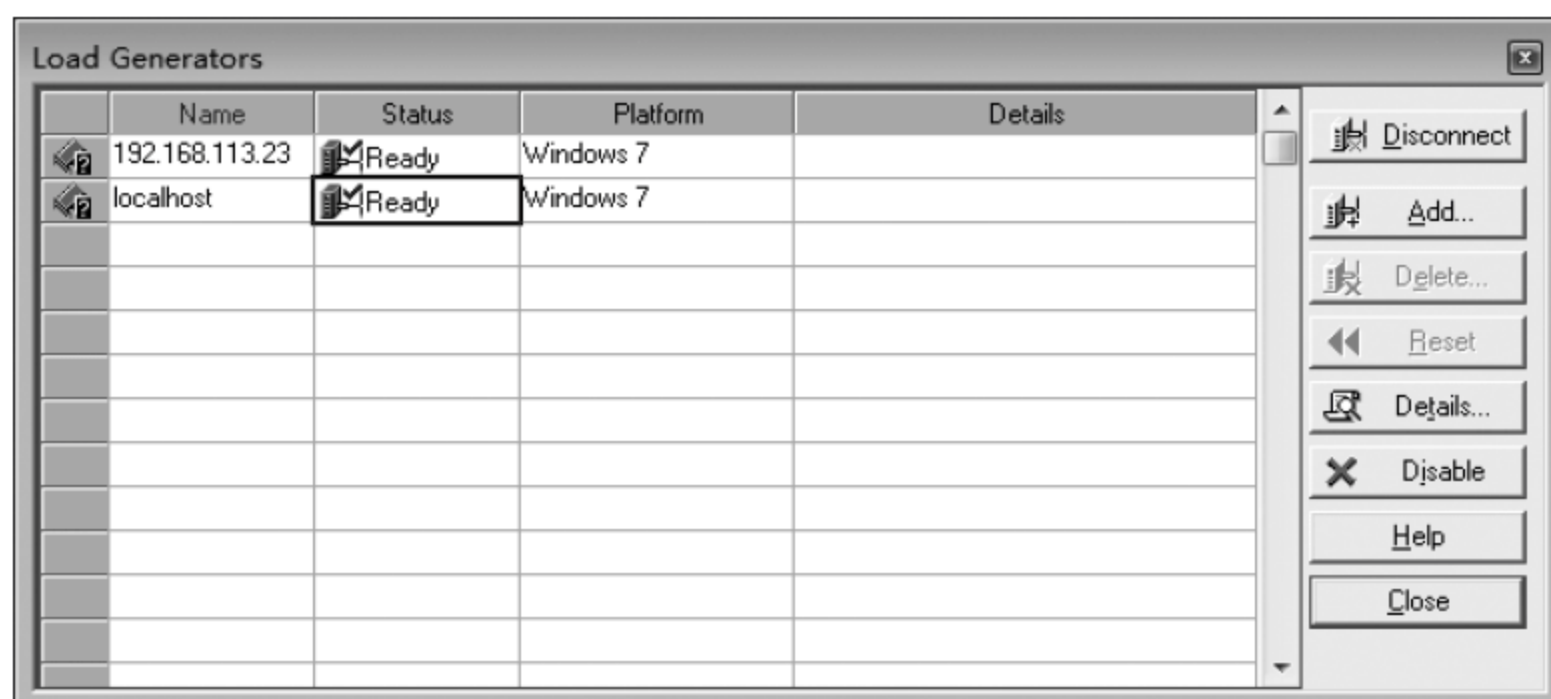 Load Generators
Name Status Platform Details
192.168.113.23 Ready Windows 7
localhost Ready Windows 7
Disconnect
Add...
Delete...
Reset
Details...
Disable
Help
Close